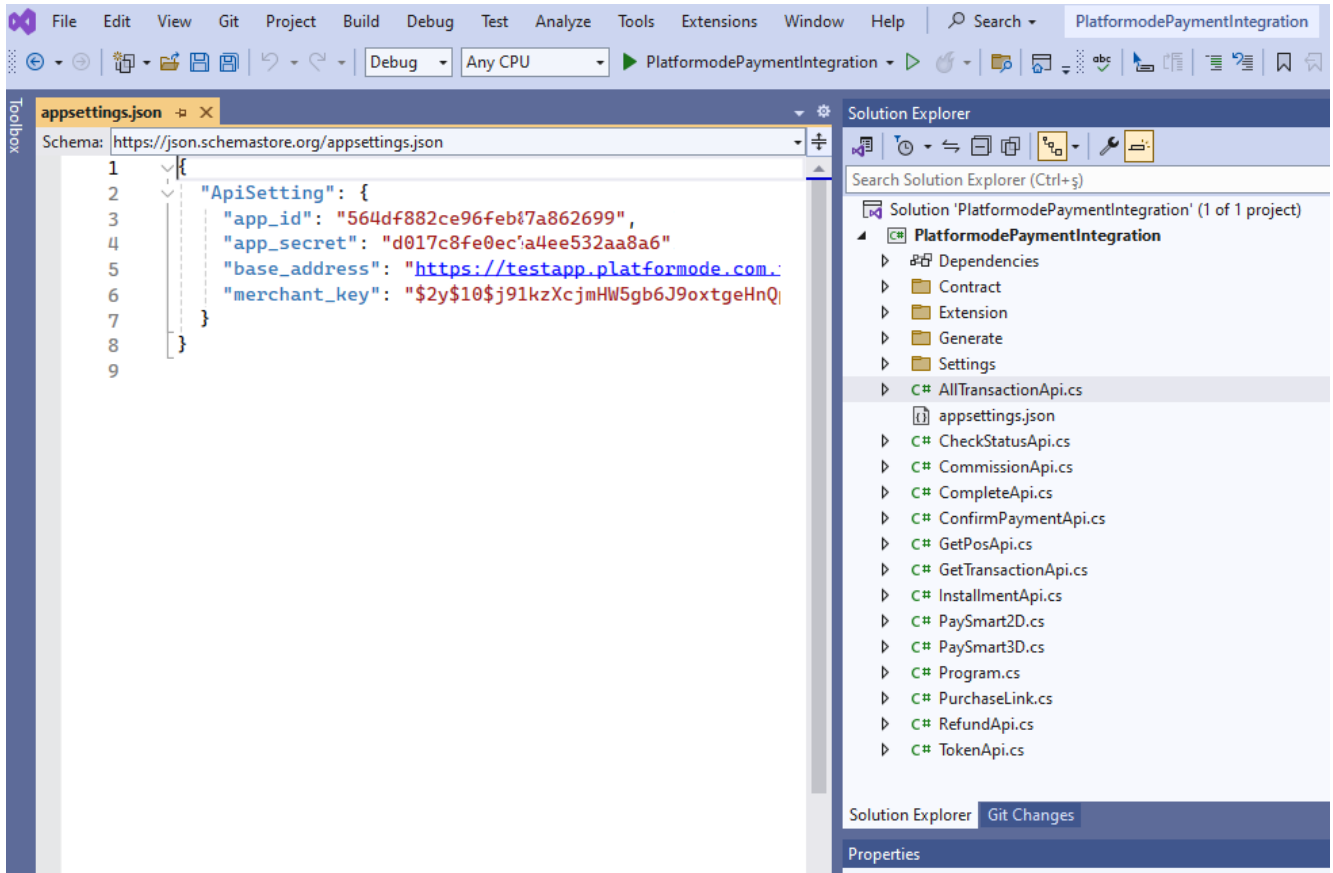 File Edit View Git Project Build Debug Test Analyze Tools Extensions Window Help Search PlatformodePaymentIntegration
Debug Any CPU PlatformodePaymentIntegration
Toolbox
appsettings.json
Schema: https://json.schemastore.org/appsettings.json
1 {
2 "ApiSetting": {
3 "app_id":
4 "app_secret":
5 "base_address": "https://testapp.platformode.com.
6 "merchant_key": "$2y$10$j91kzXcjmHW5gb6J9oxtgeHnQ
7 }
8 }
9
Solution Explorer
Search Solution Explorer (Ctrl+ş)
Solution 'PlatformodePaymentIntegration' (1 of 1 project)
C# PlatformodePaymentIntegration
Dependencies
Contract
Extension
Generate
Settings
C# AllTransactionApi.cs
appsettings.json
C# CheckStatusApi.cs
C# CommissionApi.cs
C# CompleteApi.cs
C# ConfirmPaymentApi.cs
C# GetPosApi.cs
C# GetTransactionApi.cs
C# InstallmentApi.cs
C# PaySmart2D.cs
C# PaySmart3D.cs
C# Program.cs
C# PurchaseLink.cs
C# RefundApi.cs
C# TokenApi.cs
Solution Explorer Git Changes
Properties